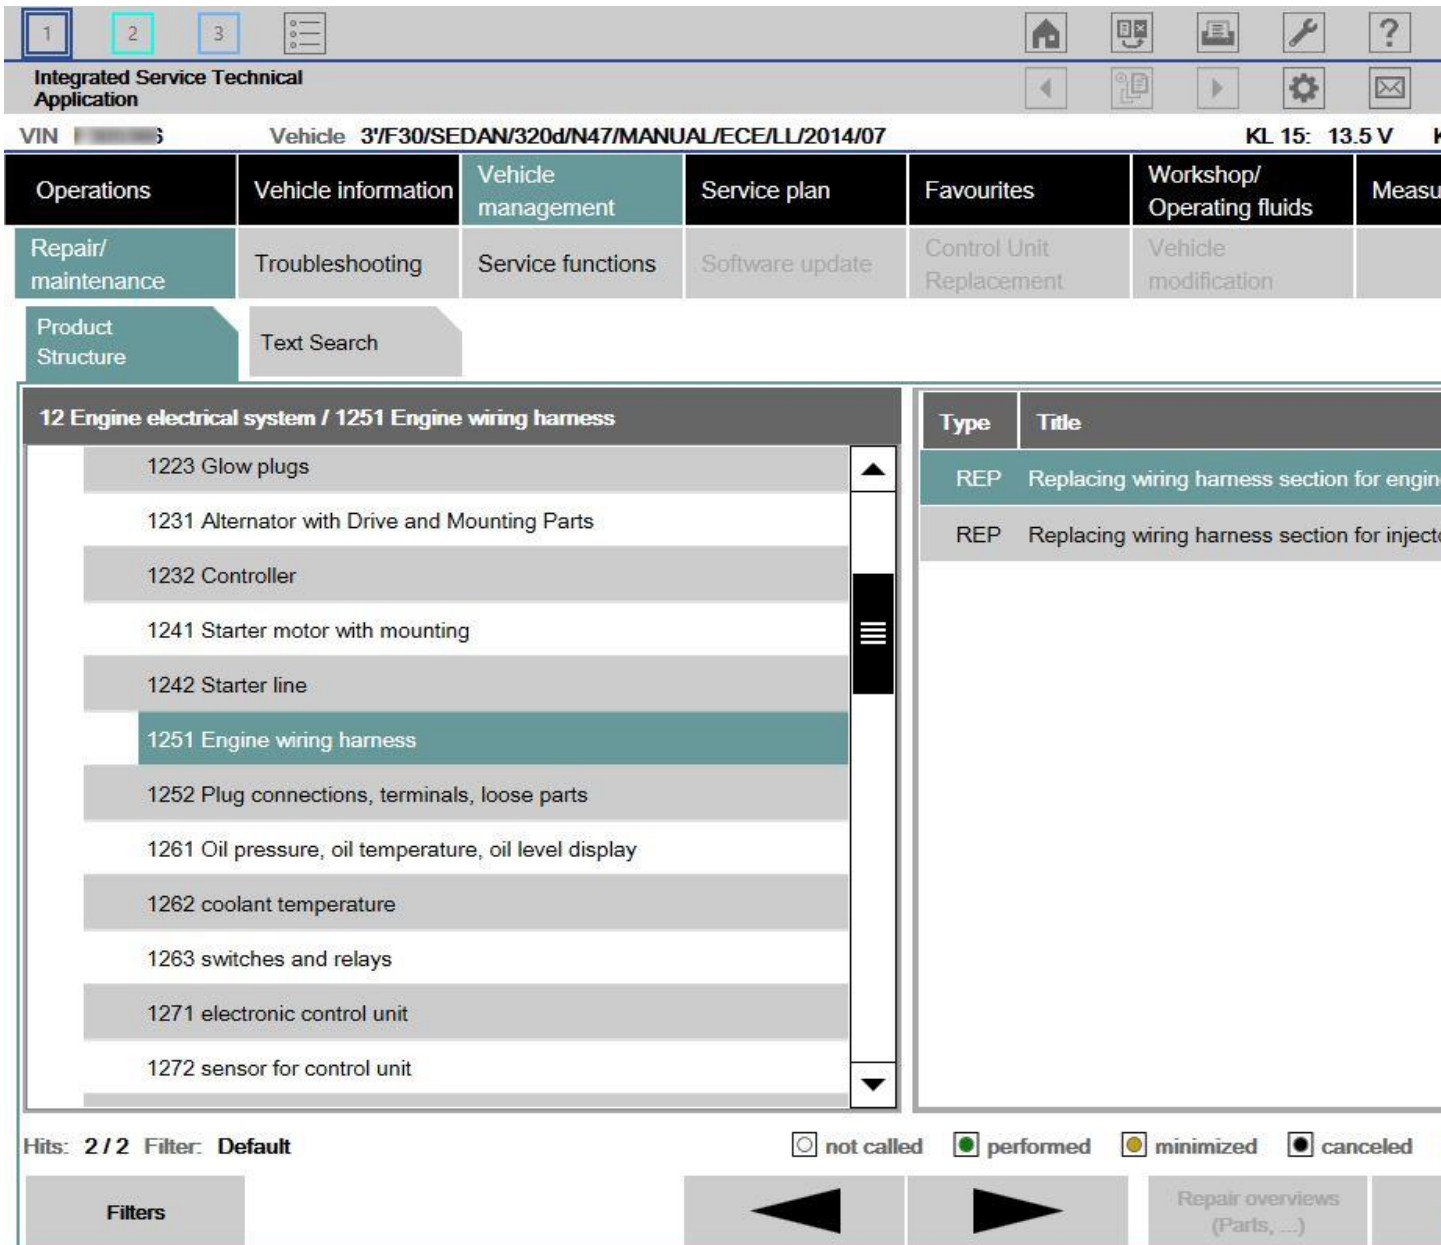 1 2 3 ?
Integrated Service Technical
Application
VIN Vehicle 3'/F30/SEDAN/320d/N47/MANUAL/ECE/LL/2014/07 KL 15: 13.5 V K
Operations Vehicle information Vehicle management Service plan Favourites Workshop/ Operating fluids Measu
Repair/ maintenance Troubleshooting Service functions Software update Control Unit Replacement Vehicle modification
Product Structure Text Search
12 Engine electrical system / 1251 Engine wiring harness
1223 Glow plugs
1231 Alternator with Drive and Mounting Parts
1232 Controller
1241 Starter motor with mounting
1242 Starter line
1251 Engine wiring harness
1252 Plug connections, terminals, loose parts
1261 Oil pressure, oil temperature, oil level display
1262 coolant temperature
1263 switches and relays
1271 electronic control unit
1272 sensor for control unit
Type Title
REP Replacing wiring harness section for engin
REP Replacing wiring harness section for inject
Hits: 2 / 2 Filter: Default not called performed minimized canceled
Filters Repair overviews (Parts, ...)